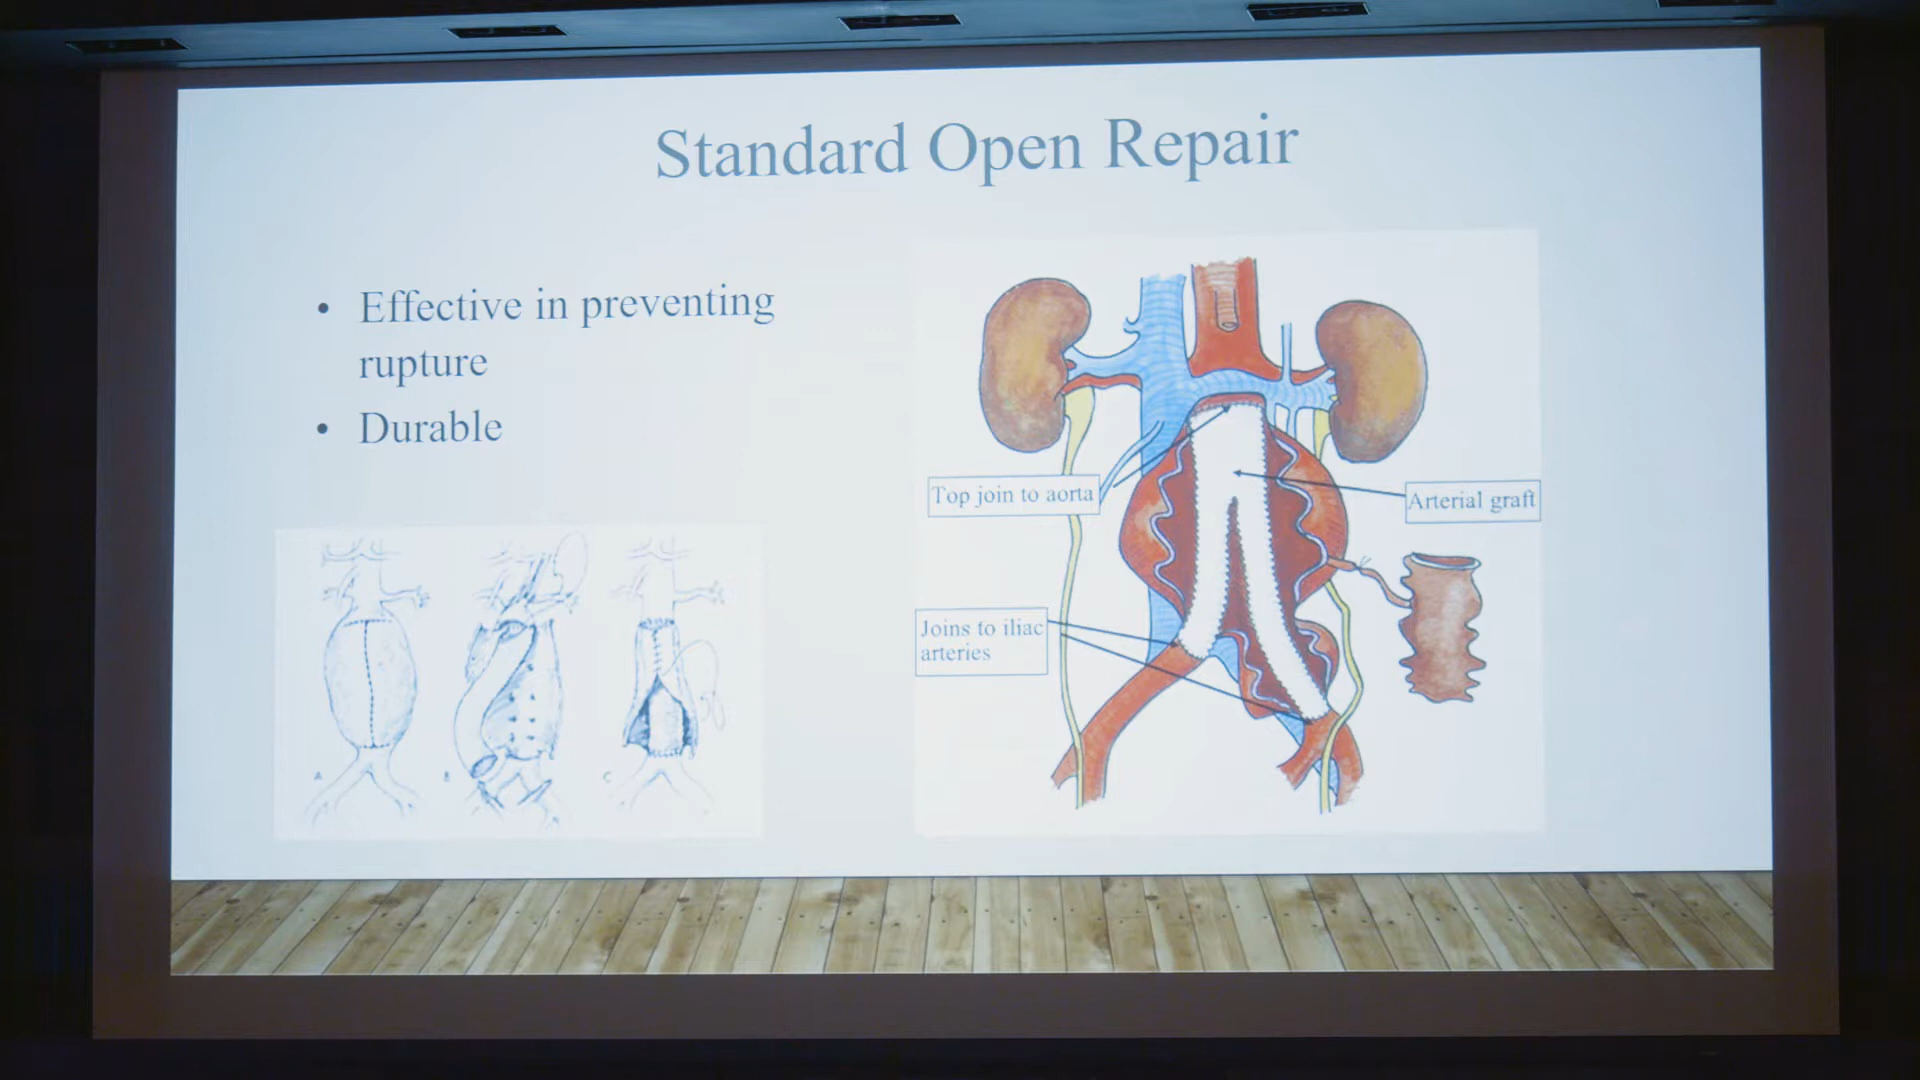 Standard Open Repair
• Effective in preventing
rupture
• Durable
Top join to aorta
Arterial graft
Joins to iliac
arteries
A
B
C